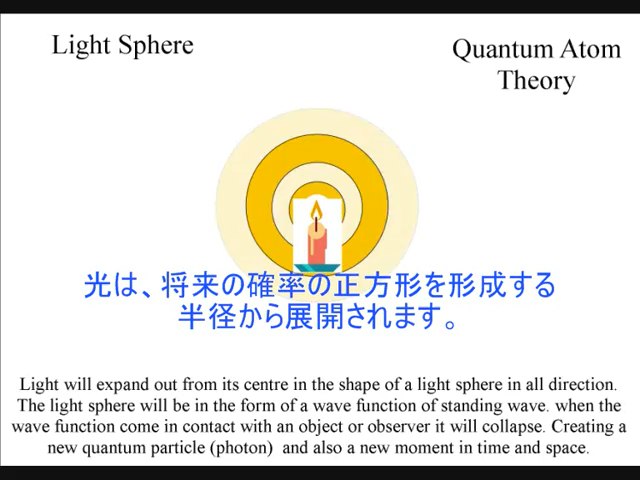 Light Sphere
Quantum Atom
Theory
光は、将来の確率の正方形を形成する
半径から展開されます。
Light will expand out from its centre in the shape of a light sphere in all direction.
The light sphere will be in the form of a wave function of standing wave. when the
wave function come in contact with an object or observer it will collapse. Creating a
new quantum particle (photon) and also a new moment in time and space.